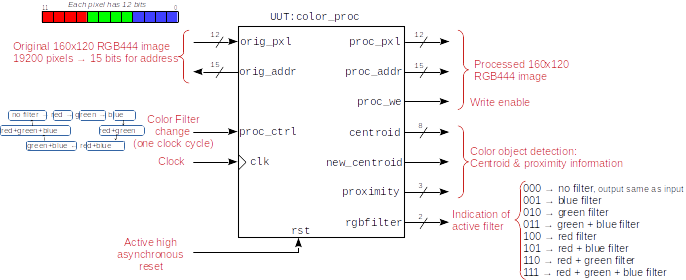 Each pixel has 12 bits
11
0
UUT:color_proc
Original 160x120 RGB444 image
19200 pixels → 15 bits for address
12
orig_pxl
15
orig_addr
no filter → red → green → blue
red+green+blue
red+green
green+blue ← red+blue
Color Filter
change
(one clock cycle)
proc_ctrl
Clock
clk
Active high
asynchronous
reset
rst
proc_pxl
12
proc_addr
15
Processed 160x120
RGB444 image
proc_we
Write enable
centroid
8
new_centroid
proximity
3
Color object detection:
Centroid & proximity information
rgbfilter
2
Indication of
active filter
000 → no filter, output same as input
001 → blue filter
010 → green filter
011 → green + blue filter
100 → red filter
101 → red + blue filter
110 → red + green filter
111 → red + green + blue filter